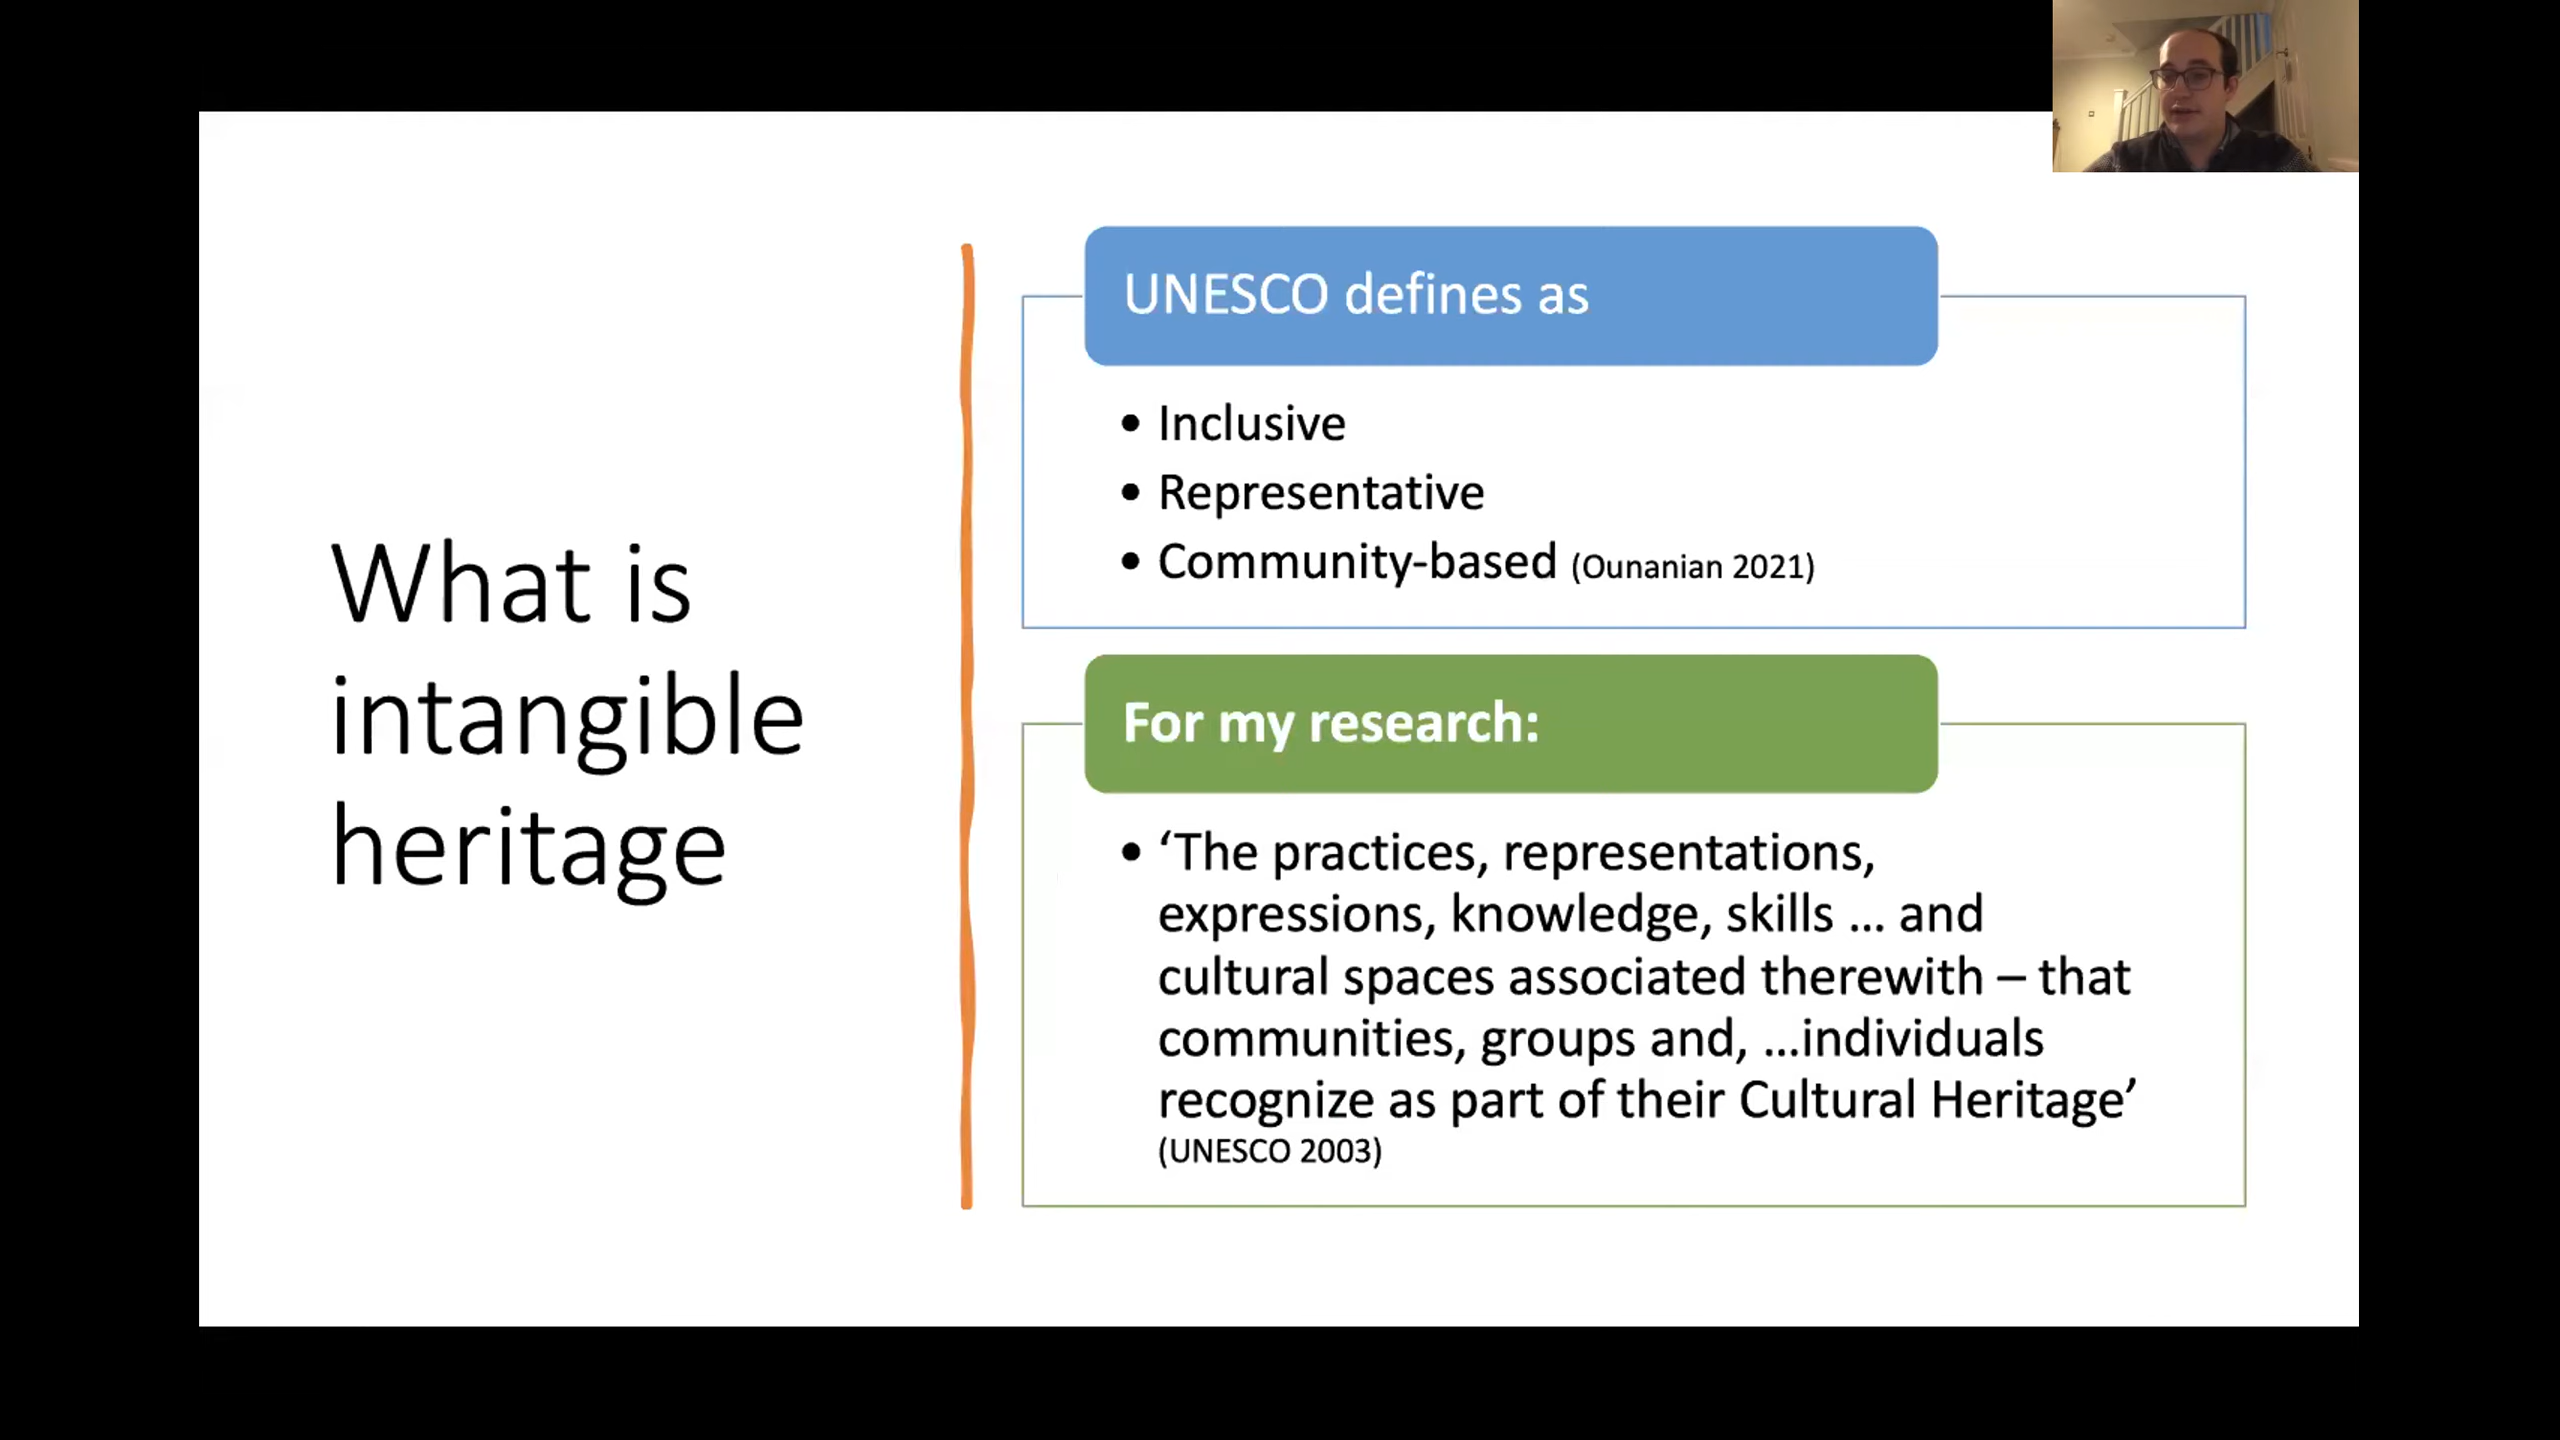 What is
intangible
heritage
UNESCO defines as
• Inclusive
• Representative
• Community-based (Ounanian 2021)
For my research:
• ‘The practices, representations,
expressions, knowledge, skills … and
cultural spaces associated therewith – that
communities, groups and, …individuals
recognize as part of their Cultural Heritage’
(UNESCO 2003)